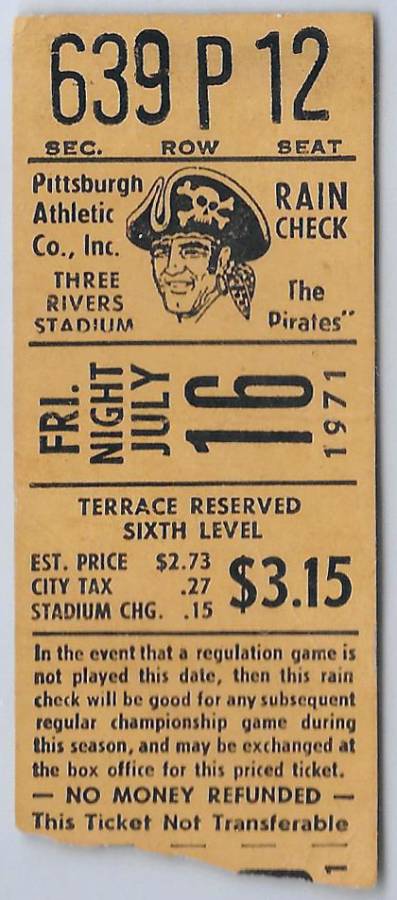 639 P 12
SEC. ROW SEAT
Pittsburgh
Athletic
Co., Inc.
THREE
RIVERS
STADIUM
RAIN
CHECK
The
Pirates"
FRI.
NIGHT
JULY
16
1971
TERRACE RESERVED
SIXTH LEVEL
EST. PRICE $2.73
CITY TAX .27
STADIUM CHG. .15
$3.15
In the event that a regulation game is
not played this date, then this rain
check will be good for any subsequent
regular championship game during
this season, and may be exchanged at
the box office for this priced ticket.
— NO MONEY REFUNDED —
This Ticket Not Transferable
1